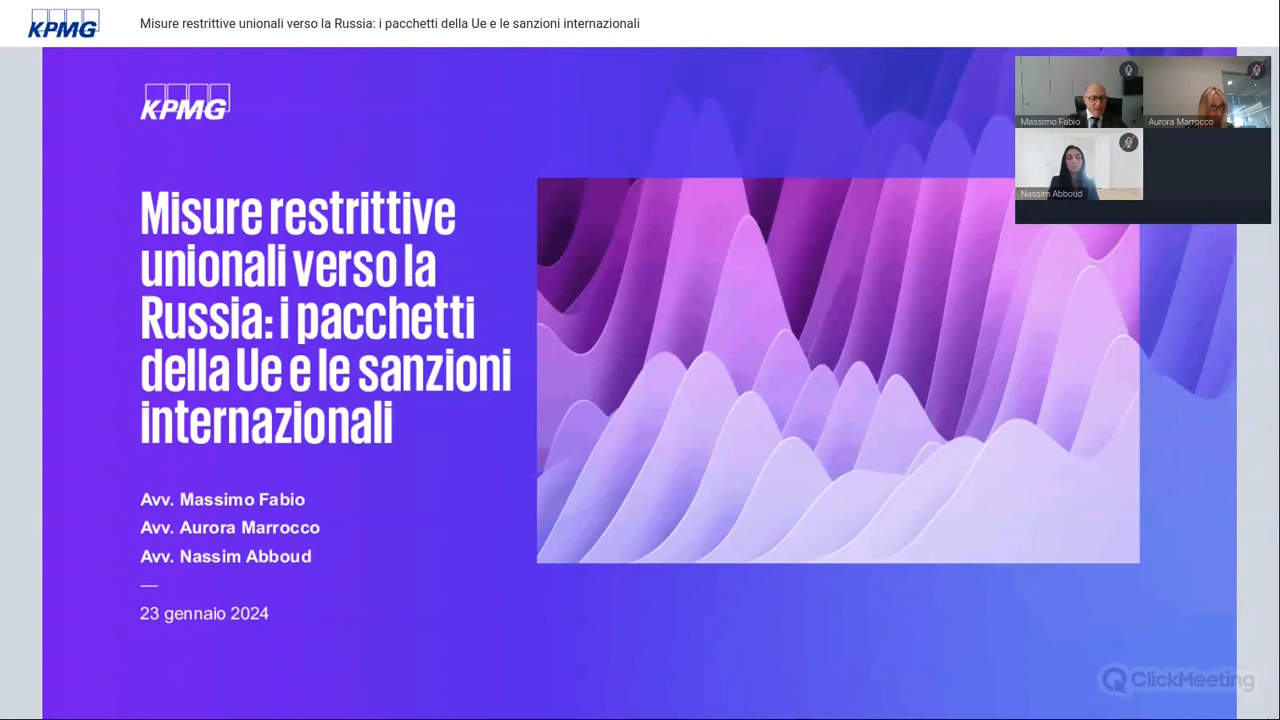 KPMG
Misure restrittive unionali verso la Russia: i pacchetti della Ue e le sanzioni internazionali
KPMG
Massimo Fabio
Aurora Marrocco
Nassim Abboud
Misure restrittive
unionali verso la
Russia: i pacchetti
della Ue e le sanzioni
internazionali
Avv. Massimo Fabio
Avv. Aurora Marrocco
Avv. Nassim Abboud
—
23 gennaio 2024
ClickMeeting